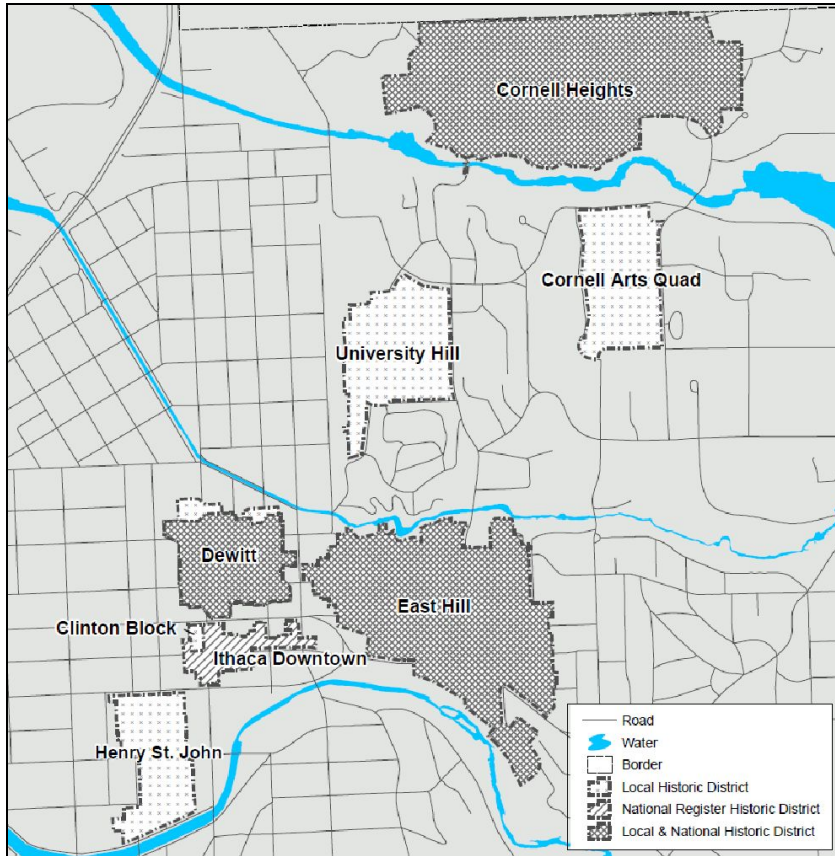 Cornell Heights
Cornell Arts Quad
University Hill
Dewitt
East Hill
Clinton Block
Ithaca Downtown
Henry St. John
Road
Water
Border
Local Historic District
National Register Historic District
Local & National Historic District